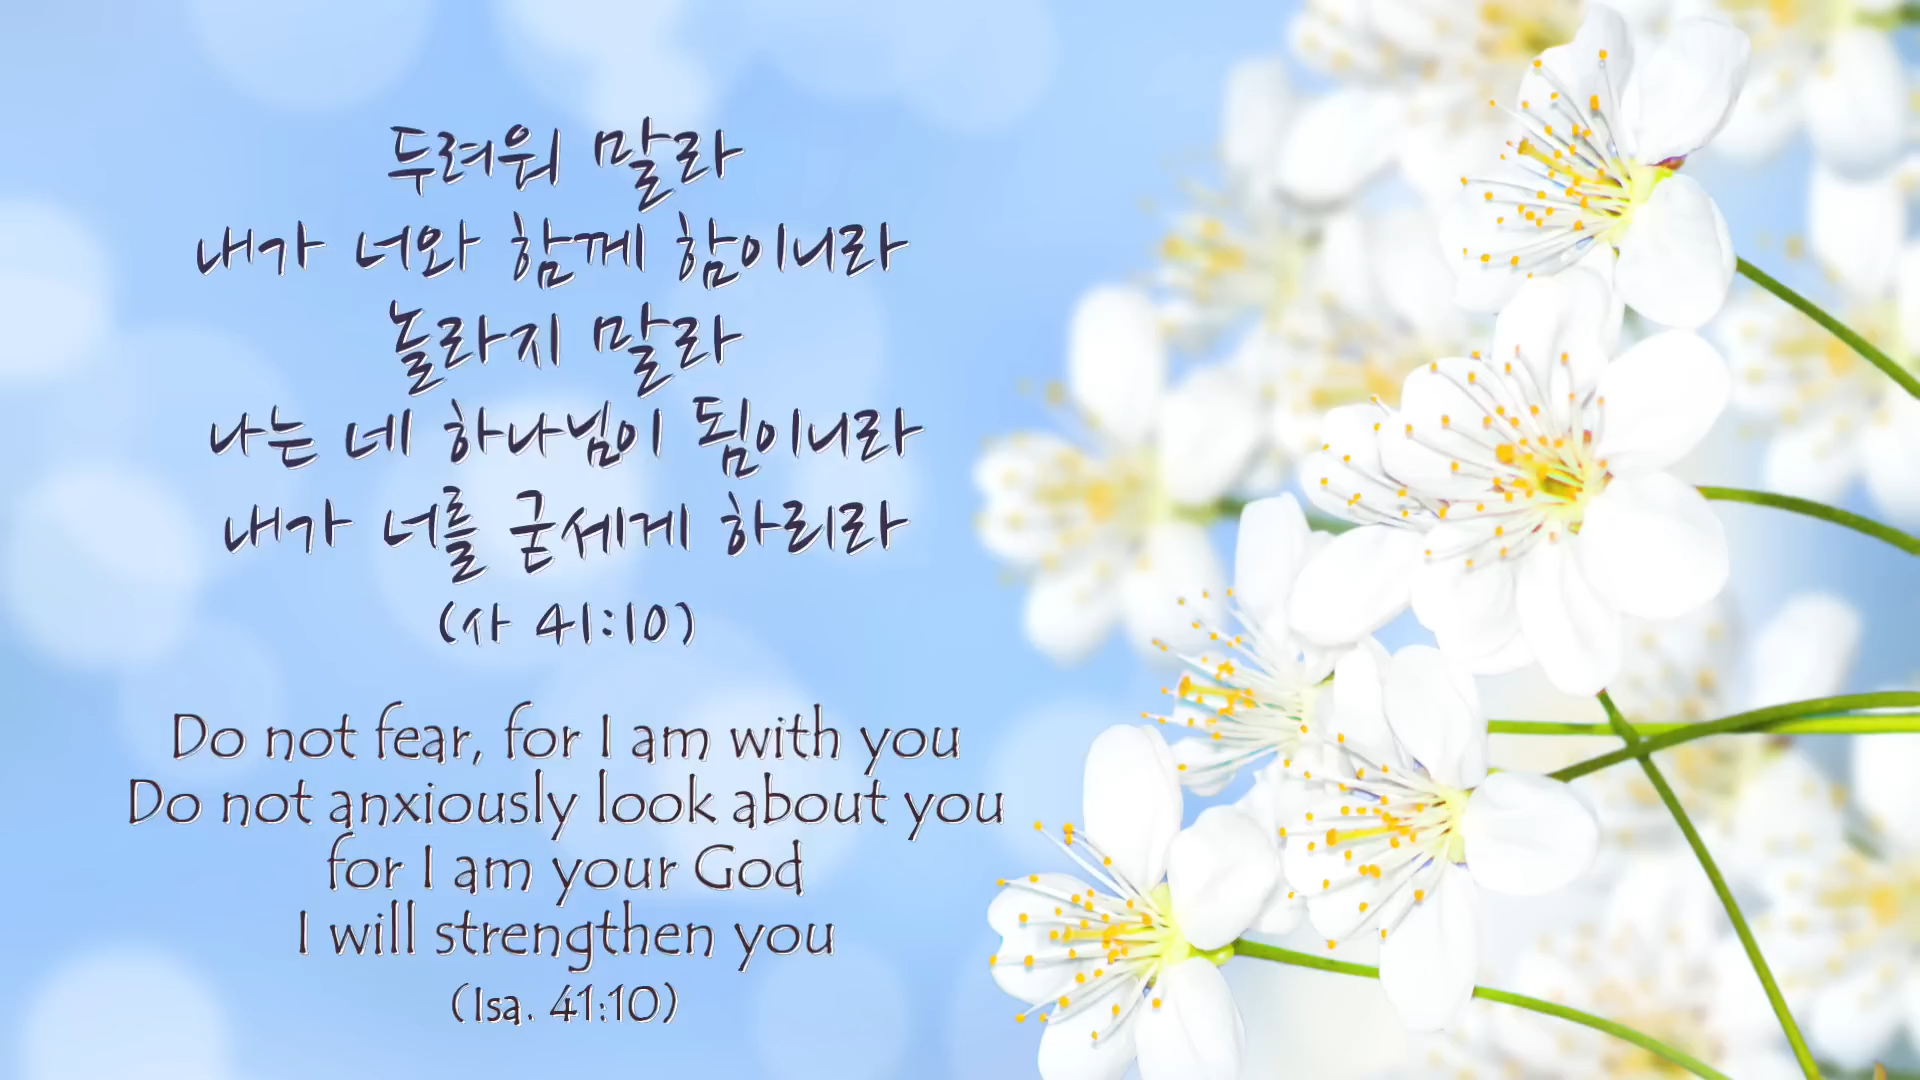 두려워 말라
내가 너와 함께 함이니라
놀라지 말라
나는 네 하나님이 됨이니라
내가 너를 굳세게 하리라
(사 41:10)
Do not fear, for I am with you
Do not anxiously look about you
for I am your God
I will strengthen you
(Isa. 41:10)